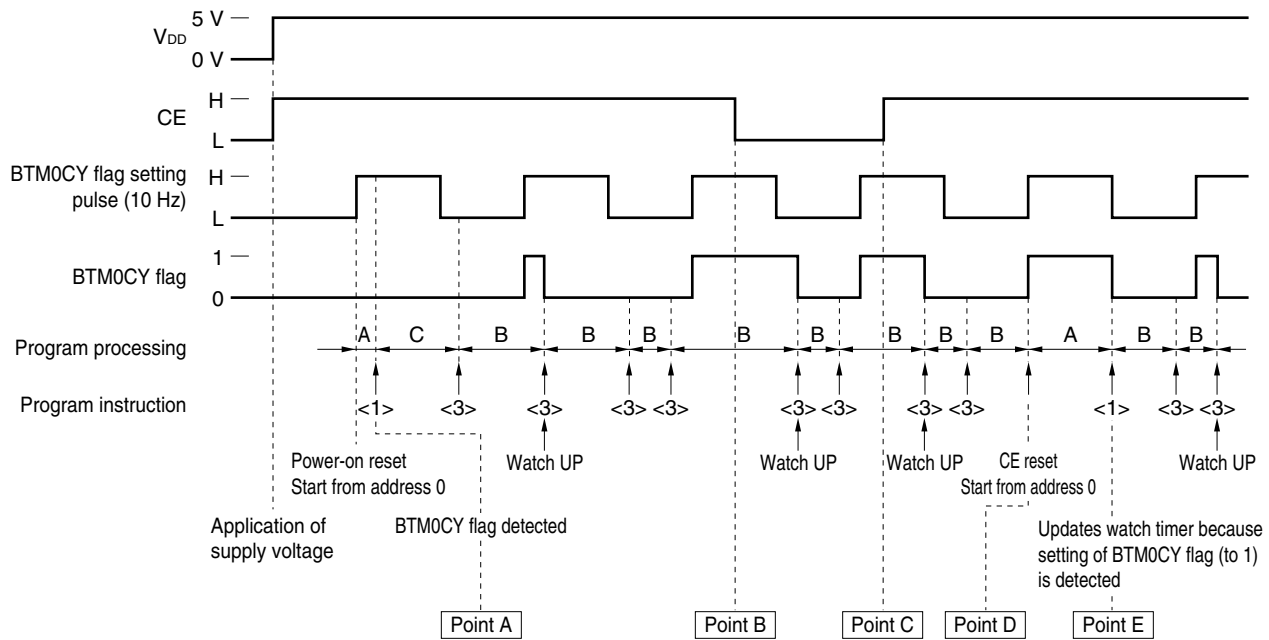 5 V
VDD
0 V
H
CE
L
BTM0CY flag setting
pulse (10 Hz)
H
L
1
BTM0CY flag
0
Program processing
A C B B B B B B B B A B B
Program instruction
<1> <3> <3> <3> <3> <3> <3> <3> <3> <1> <3> <3>
Power-on reset
Start from address 0
Watch UP
Watch UP
Watch UP
CE reset
Start from address 0
Watch UP
Application of
supply voltage
BTM0CY flag detected
Updates watch timer because
setting of BTM0CY flag (to 1)
is detected
Point A
Point B
Point C
Point D
Point E